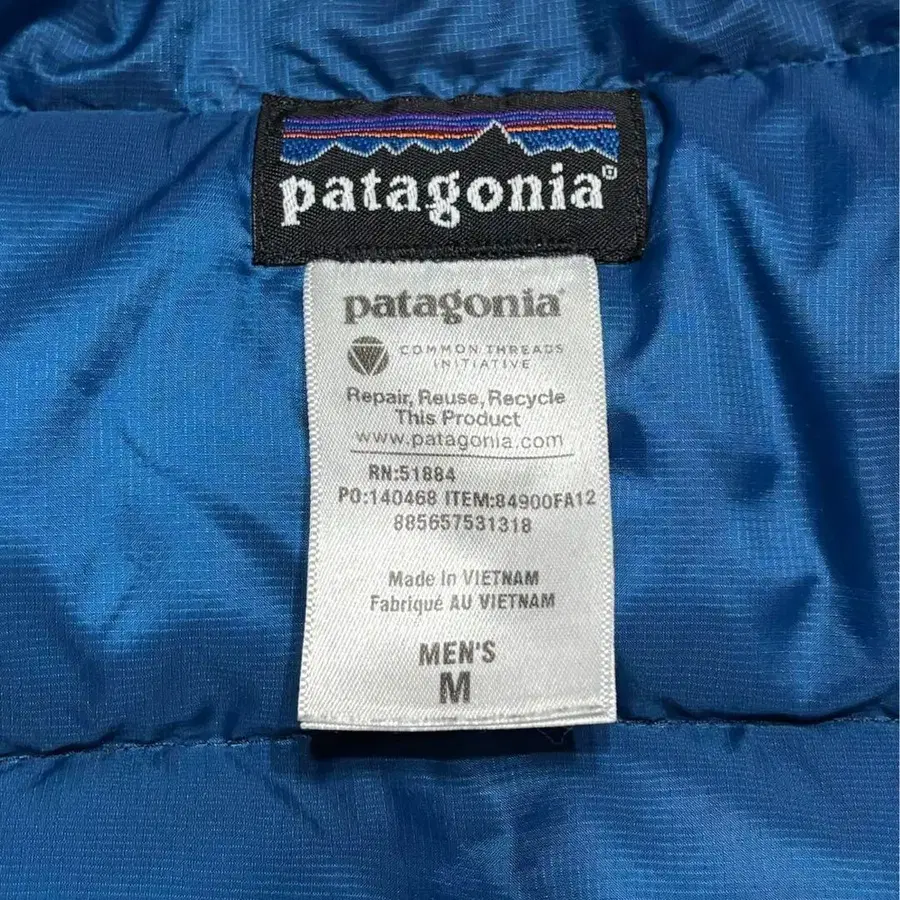 patagonia®
patagonia®
COMMON THREADS
INITIATIVE
Repair, Reuse, Recycle
This Product
www.patagonia.com
RN:51884
PO:140468 ITEM:84900FA12
885657531318
Made in VIETNAM
Fabriqué AU VIETNAM
MEN'S
M